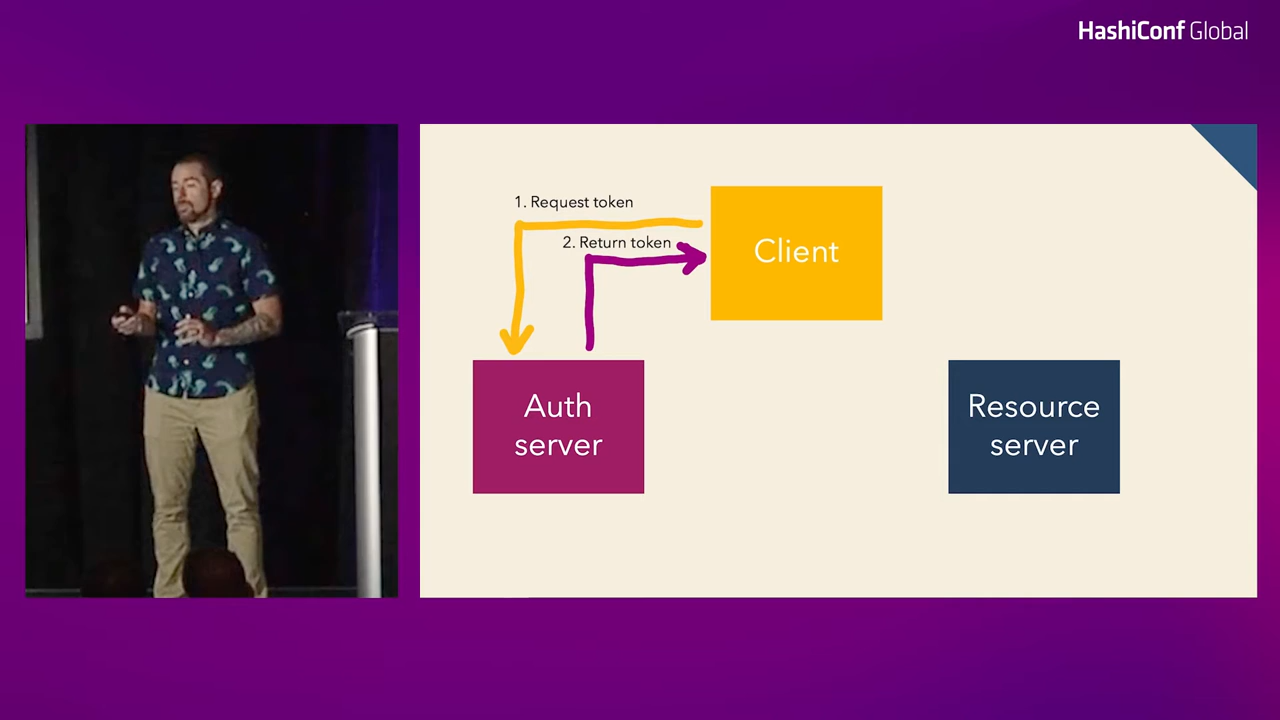 HashiConf Global
1. Request token
2. Return token
Client
Auth
server
Resource
server